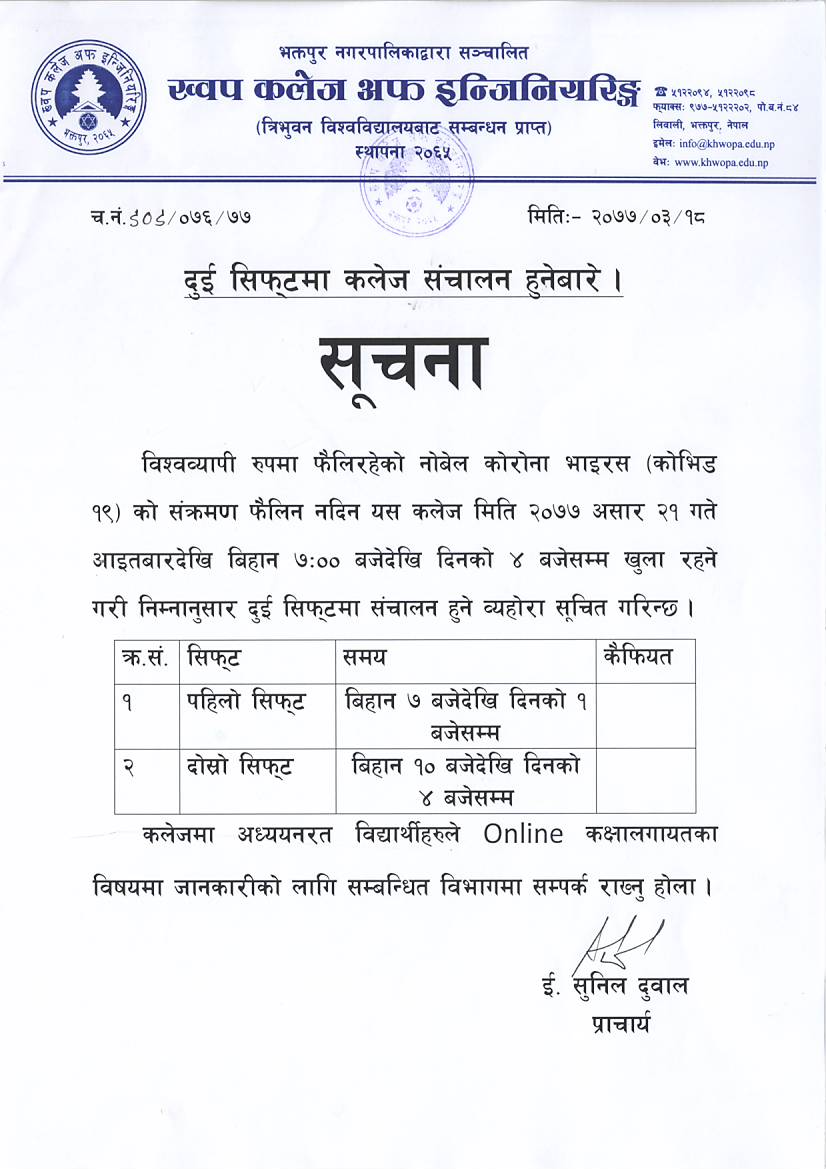 भक्तपुर नगरपालिकाद्वारा सञ्चालित
ख्वप कलेज अफ इन्जिनियरिङ्ग
(त्रिभुवन विश्वविद्यालयबाट सम्बन्धन प्राप्त)
स्थापना २०६५
ख्वप कलेज अफ इन्जिनियरिङ्ग
भक्तपुर, २०६५
☎ ५१२२०९४, ५१२२०९८
फ्याक्सः ९७७-५१२२२०२, पो.ब.नं.८४
लिवाली, भक्तपुर, नेपाल
इमेलः info@khwopa.edu.np
वेभः www.khwopa.edu.np
च.नं. /०७६/७७
मितिः- २०७७/०३/१८
दुई सिफ्टमा कलेज संचालन हुनेबारे ।
सूचना
विश्वव्यापी रुपमा फैलिरहेको नोबेल कोरोना भाइरस (कोभिड
१९) को संक्रमण फैलिन नदिन यस कलेज मिति २०७७ असार २१ गते
आइतबारदेखि बिहान ७:०० बजेदेखि दिनको ४ बजेसम्म खुला रहने
गरी निम्नानुसार दुई सिफ्टमा संचालन हुने व्यहोरा सूचित गरिन्छ ।
क्र.सं. सिफ्ट समय कैफियत
१ पहिलो सिफ्ट बिहान ७ बजेदेखि दिनको १
बजेसम्म
२ दोस्रो सिफ्ट बिहान १० बजेदेखि दिनको
४ बजेसम्म
कलेजमा अध्ययनरत विद्यार्थीहरुले Online कक्षालगायतका
विषयमा जानकारीको लागि सम्बन्धित विभागमा सम्पर्क राख्नु होला ।
ई. सुनिल दुवाल
प्राचार्य